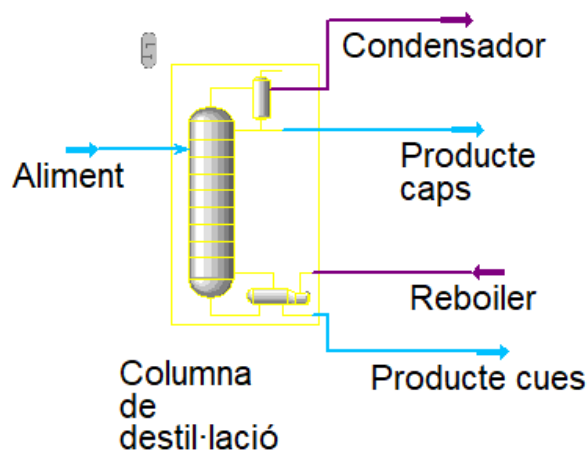 Condensador
Aliment
Producte
caps
Reboiler
Producte cues
Columna
de
destil·lació